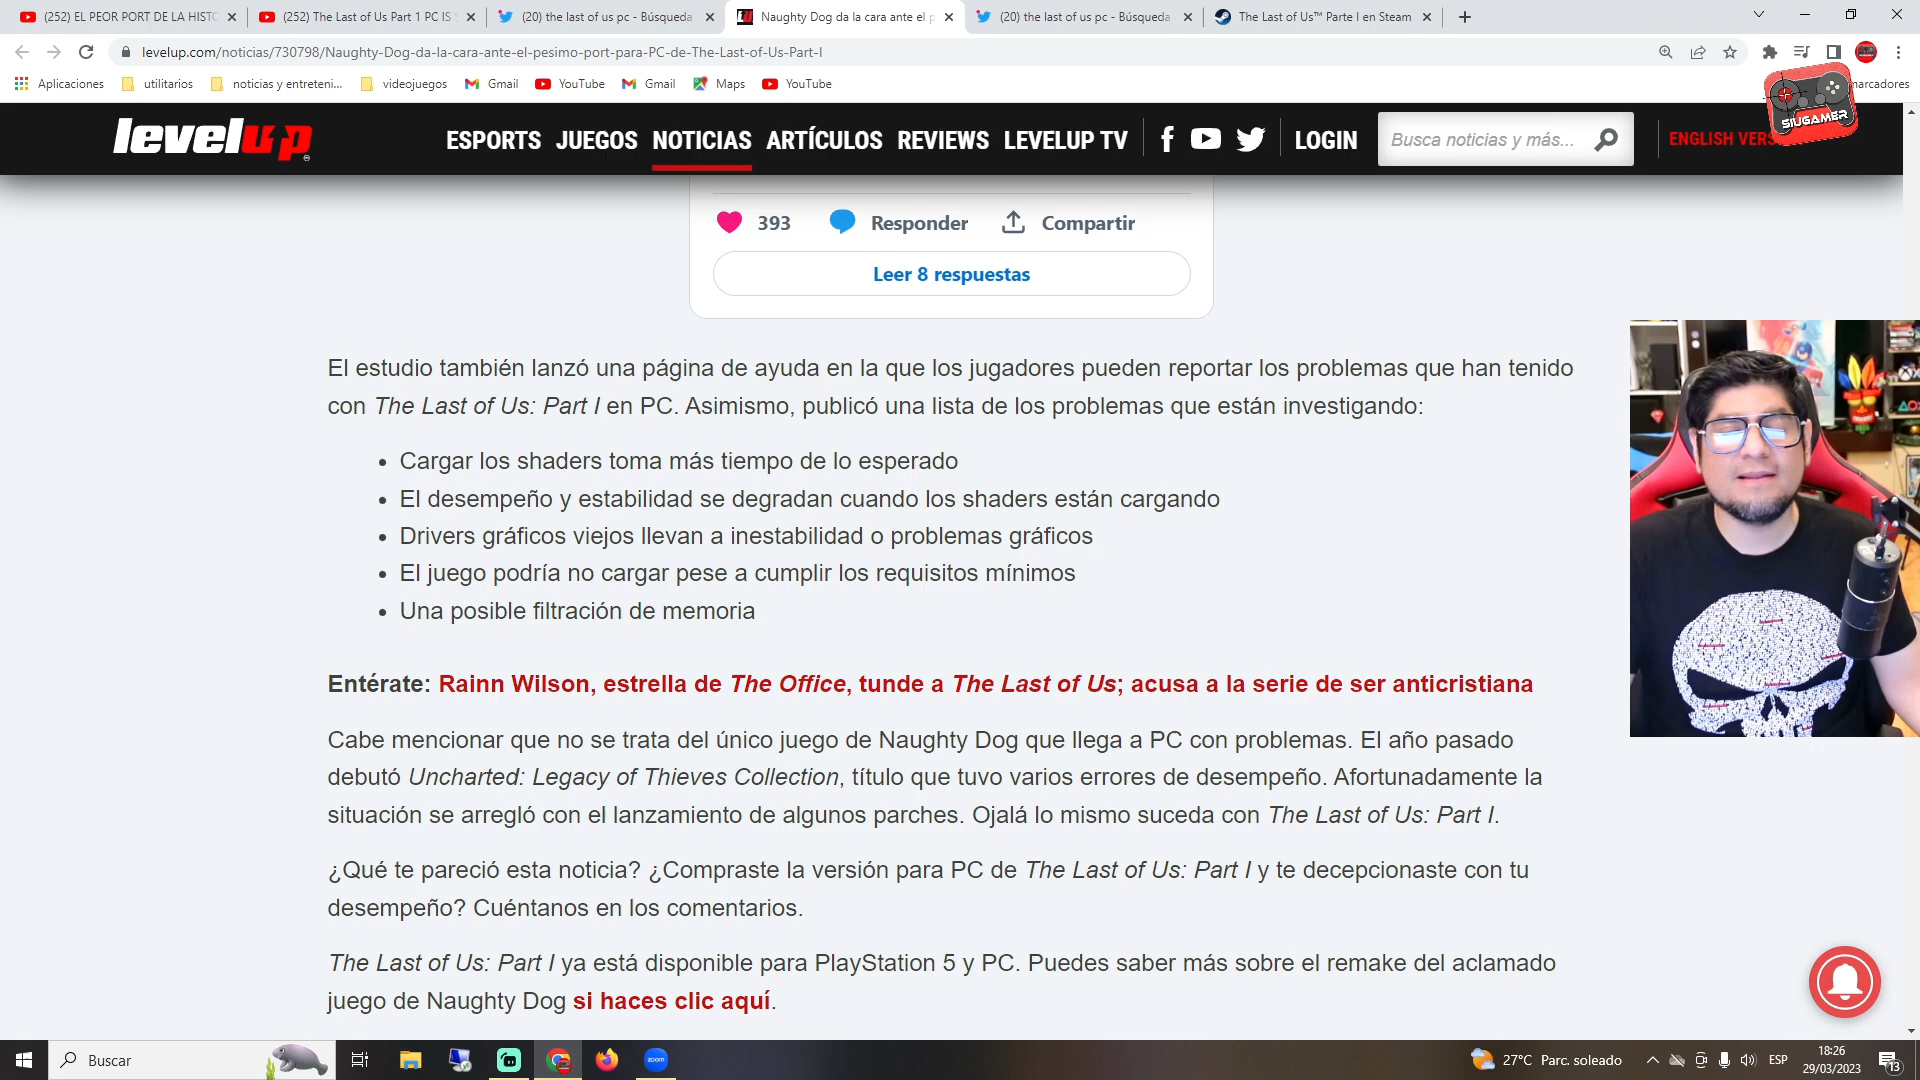 (252) EL PEOR PORT DE LA HISTO
(252) The Last of Us Part 1 PC IS S
(20) the last of us pc - Búsqueda
Naughty Dog da la cara ante el p
(20) the last of us pc - Búsqueda
The Last of Us™ Parte I en Steam
levelup.com/noticias/730798/Naughty-Dog-da-la-cara-ante-el-pesimo-port-para-PC-de-The-Last-of-Us-Part-I
Aplicaciones
utilitarios
noticias y entreteni...
videojuegos
Gmail
YouTube
Gmail
Maps
YouTube
marcadores
SIUGAMER
levelup
ESPORTS JUEGOS NOTICIAS ARTÍCULOS REVIEWS LEVELUP TV
LOGIN
Busca noticias y más...
ENGLISH VERS
393
Responder
Compartir
Leer 8 respuestas
El estudio también lanzó una página de ayuda en la que los jugadores pueden reportar los problemas que han tenido
con The Last of Us: Part I en PC. Asimismo, publicó una lista de los problemas que están investigando:
• Cargar los shaders toma más tiempo de lo esperado
• El desempeño y estabilidad se degradan cuando los shaders están cargando
• Drivers gráficos viejos llevan a inestabilidad o problemas gráficos
• El juego podría no cargar pese a cumplir los requisitos mínimos
• Una posible filtración de memoria
Entérate: Rainn Wilson, estrella de The Office, tunde a The Last of Us; acusa a la serie de ser anticristiana
Cabe mencionar que no se trata del único juego de Naughty Dog que llega a PC con problemas. El año pasado
debutó Uncharted: Legacy of Thieves Collection, título que tuvo varios errores de desempeño. Afortunadamente la
situación se arregló con el lanzamiento de algunos parches. Ojalá lo mismo suceda con The Last of Us: Part I.
¿Qué te pareció esta noticia? ¿Compraste la versión para PC de The Last of Us: Part I y te decepcionaste con tu
desempeño? Cuéntanos en los comentarios.
The Last of Us: Part I ya está disponible para PlayStation 5 y PC. Puedes saber más sobre el remake del aclamado
juego de Naughty Dog si haces clic aquí.
Buscar
zoom
27°C Parc. soleado
ESP
18:26
29/03/2023
13